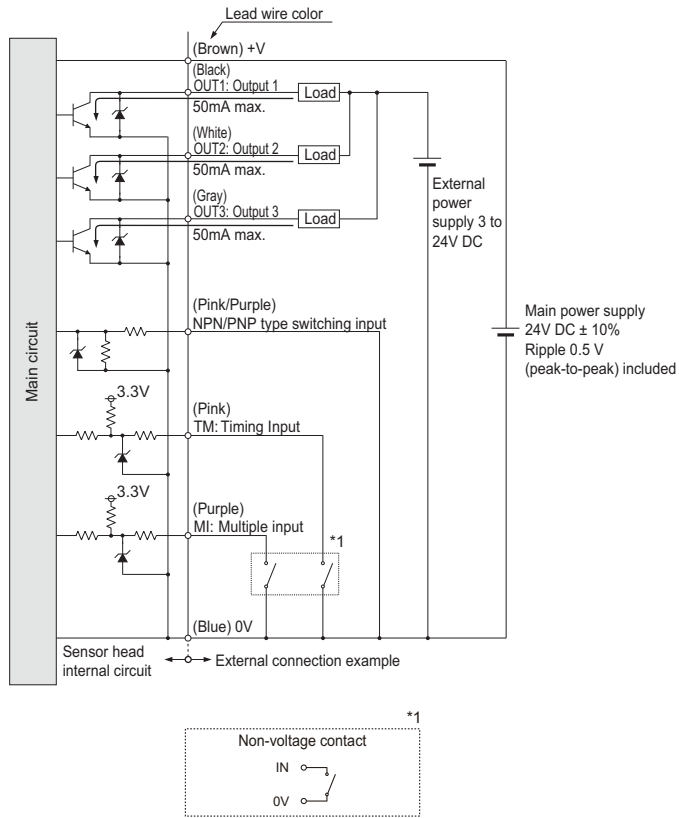 Lead wire color
(Brown) +V
(Black)
OUT1: Output 1
Load
50mA max.
(White)
OUT2: Output 2
Load
50mA max.
(Gray)
OUT3: Output 3
Load
50mA max.
External
power
supply 3 to
24V DC
(Pink/Purple)
NPN/PNP type switching input
Main power supply
24V DC ± 10%
Ripple 0.5 V
(peak-to-peak) included
Main circuit
3.3V
(Pink)
TM: Timing Input
3.3V
(Purple)
MI: Multiple input
*1
(Blue) 0V
Sensor head
internal circuit
External connection example
*1
Non-voltage contact
IN
0V